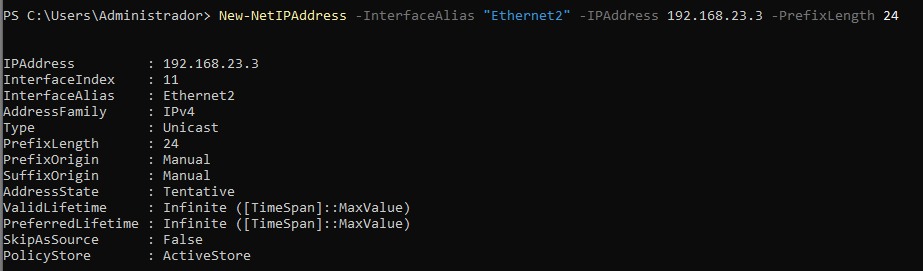 PS C:\Users\Administrador> New-NetIPAddress -InterfaceAlias "Ethernet2" -IPAddress 192.168.23.3 -PrefixLength 24
IPAddress : 192.168.23.3
InterfaceIndex : 11
InterfaceAlias : Ethernet2
AddressFamily : IPv4
Type : Unicast
PrefixLength : 24
PrefixOrigin : Manual
SuffixOrigin : Manual
AddressState : Tentative
ValidLifetime : Infinite ([TimeSpan]::MaxValue)
PreferredLifetime : Infinite ([TimeSpan]::MaxValue)
SkipAsSource : False
PolicyStore : ActiveStore